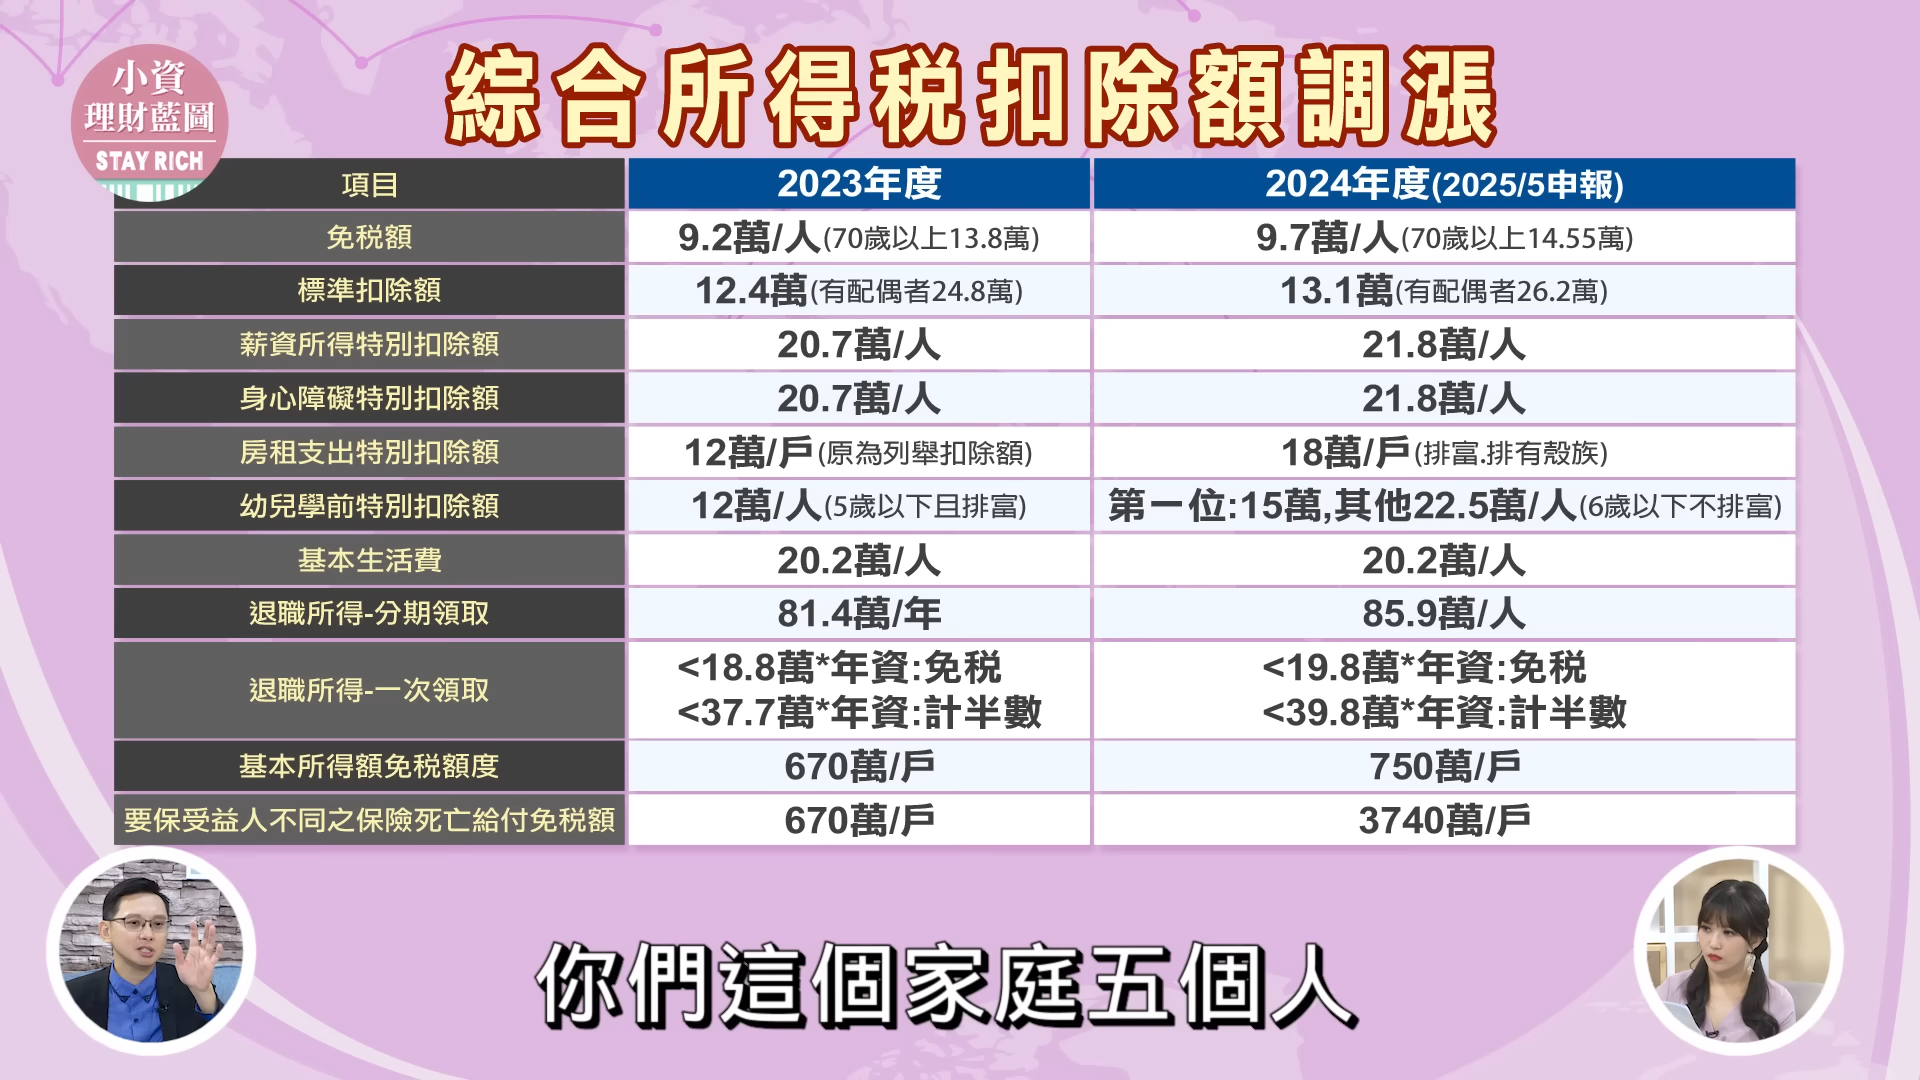 小資
理財藍圖
STAY RICH
綜合所得稅扣除額調漲
項目 2023年度 2024年度(2025/5申報)
免稅額 9.2萬/人(70歲以上13.8萬) 9.7萬/人(70歲以上14.55萬)
標準扣除額 12.4萬(有配偶者24.8萬) 13.1萬(有配偶者26.2萬)
薪資所得特別扣除額 20.7萬/人 21.8萬/人
身心障礙特別扣除額 20.7萬/人 21.8萬/人
房租支出特別扣除額 12萬/戶(原為列舉扣除額) 18萬/戶(排富.排有殼族)
幼兒學前特別扣除額 12萬/人(5歲以下且排富) 第一位:15萬,其他22.5萬/人(6歲以下不排富)
基本生活費 20.2萬/人 20.2萬/人
退職所得-分期領取 81.4萬/年 85.9萬/人
退職所得-一次領取 <18.8萬*年資:免稅 <19.8萬*年資:免稅
<37.7萬*年資:計半數 <39.8萬*年資:計半數
基本所得額免稅額度 670萬/戶 750萬/戶
要保受益人不同之保險死亡給付免稅額 670萬/戶 3740萬/戶
你們這個家庭五個人